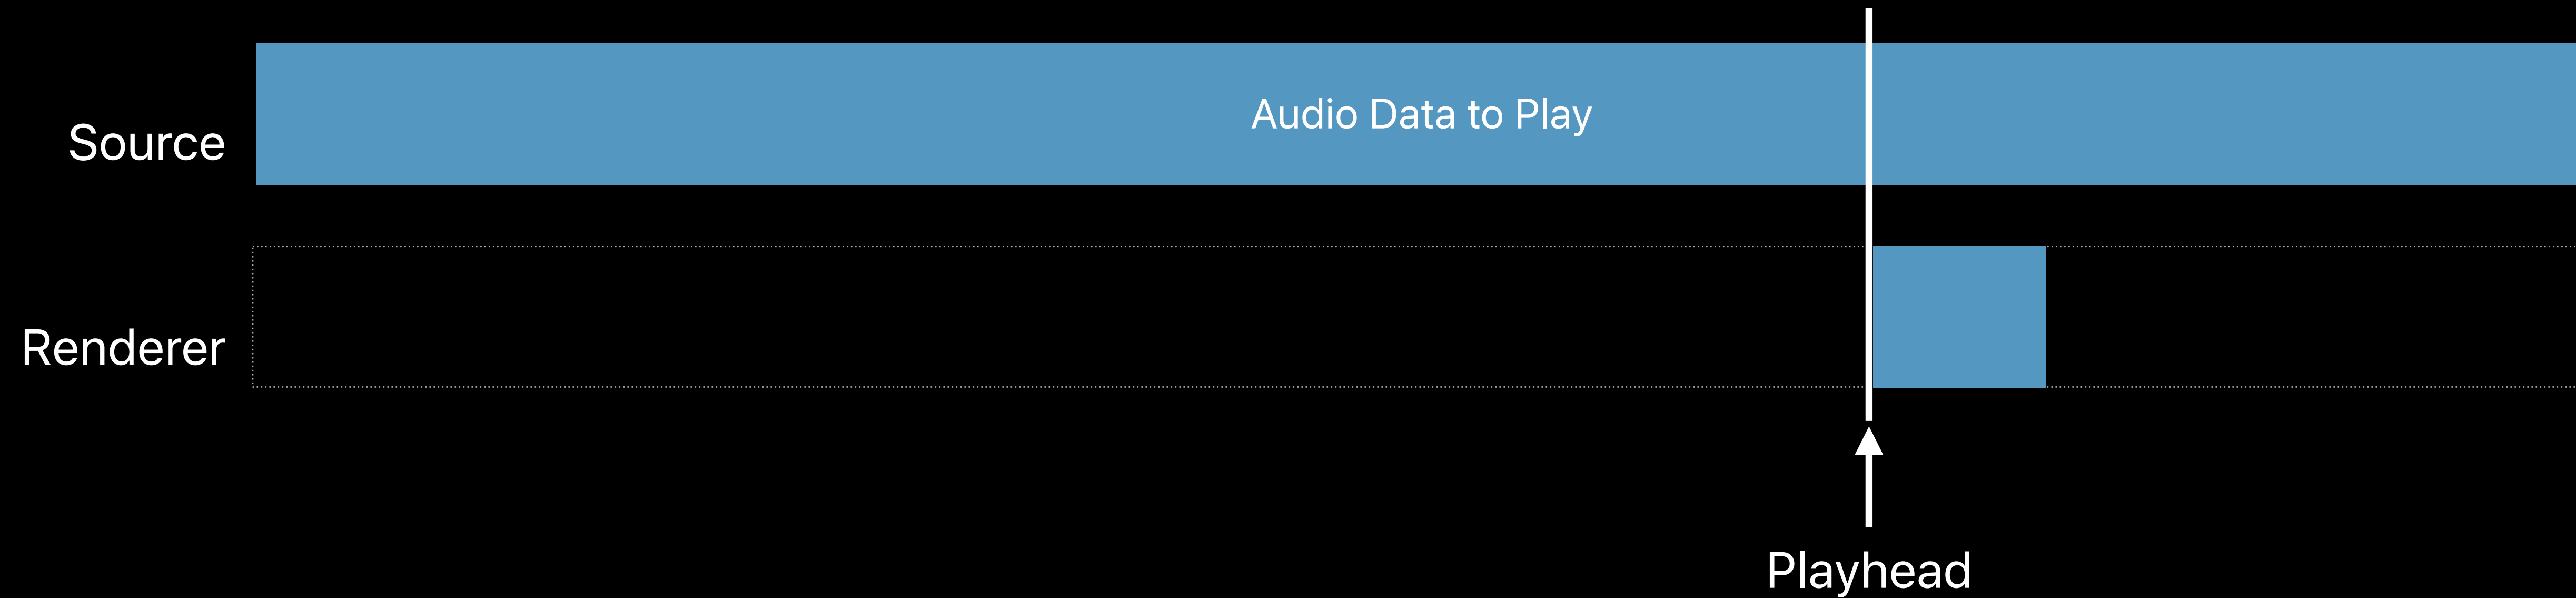 Audio Data to Play
Source
Renderer
Playhead